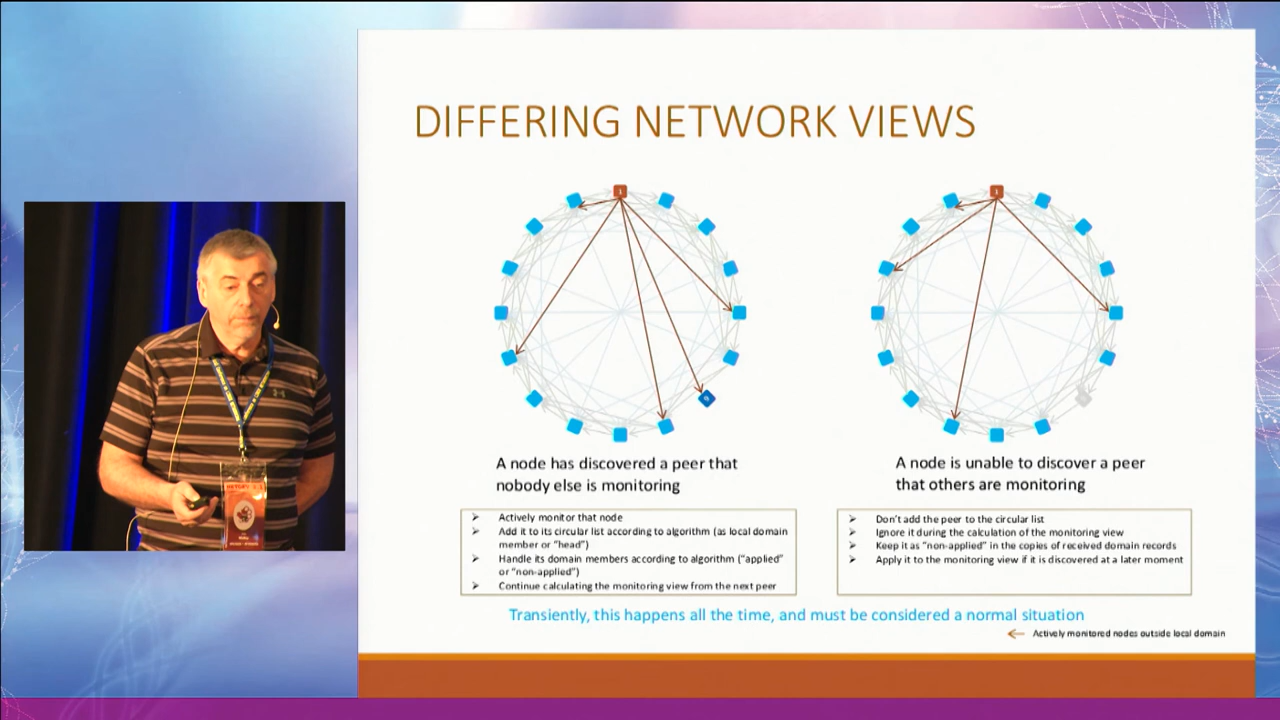 DIFFERING NETWORK VIEWS
1
1
9
A node has discovered a peer that
nobody else is monitoring
➢ Actively monitor that node
➢ Add it to its circular list according to algorithm (as local domain
member or “head”)
➢ Handle its domain members according to algorithm (“applied”
or “non-applied”)
➢ Continue calculating the monitoring view from the next peer
A node is unable to discover a peer
that others are monitoring
➢ Don’t add the peer to the circular list
➢ Ignore it during the calculation of the monitoring view
➢ Keep it as “non-applied” in the copies of received domain records
➢ Apply it to the monitoring view if it is discovered at a later moment
Transiently, this happens all the time, and must be considered a normal situation
Actively monitored nodes outside local domain